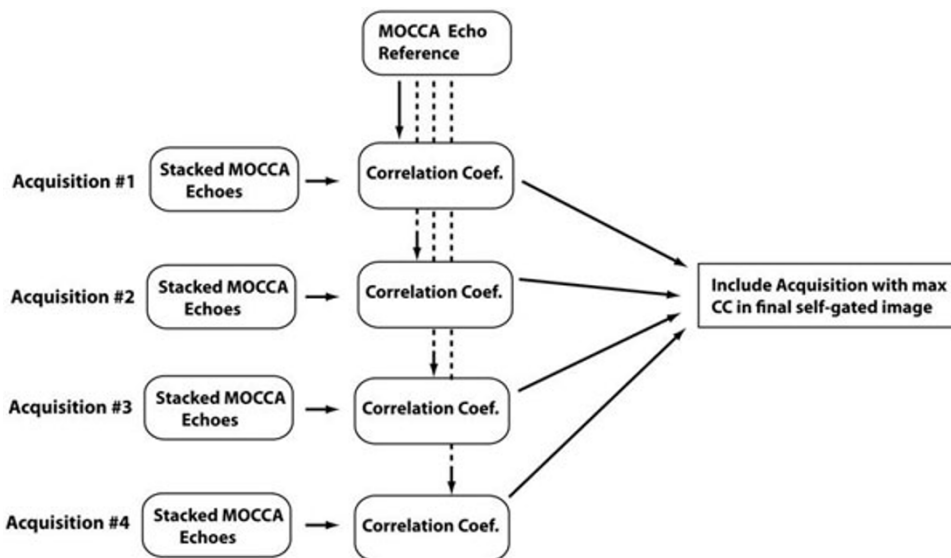 MOCCA Echo
Reference
Acquisition #1
Stacked MOCCA
Echoes
Correlation Coef.
Acquisition #2
Stacked MOCCA
Echoes
Correlation Coef.
Include Acquisition with max
CC in final self-gated image
Acquisition #3
Stacked MOCCA
Echoes
Correlation Coef.
Acquisition #4
Stacked MOCCA
Echoes
Correlation Coef.